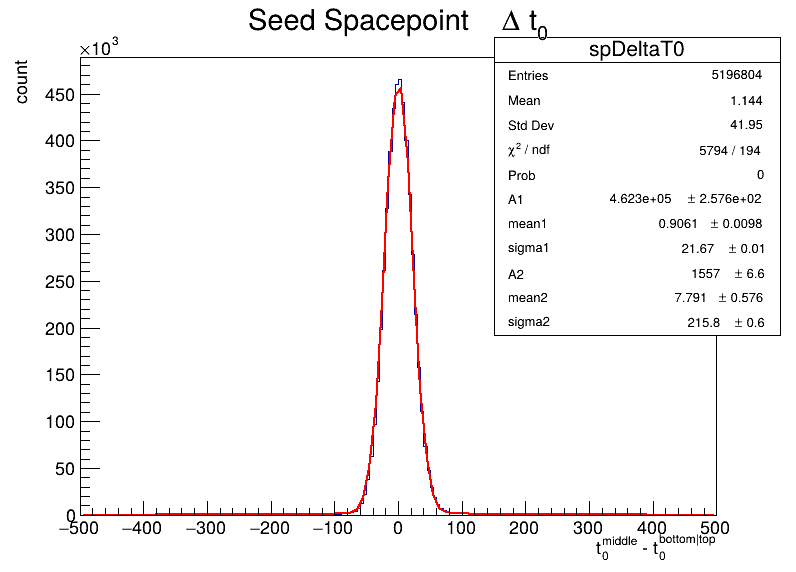 Seed Spacepoint Δ t₀
×10³
count
spDeltaT0
Entries 5196804
Mean 1.144
Std Dev 41.95
χ² / ndf 5794 / 194
Prob 0
A1 4.623e+05 ± 2.576e+02
mean1 0.9061 ± 0.0098
sigma1 21.67 ± 0.01
A2 1557 ± 6.6
mean2 7.791 ± 0.576
sigma2 215.8 ± 0.6
450
400
350
300
250
200
150
100
50
0
−500 −400 −300 −200 −100 0 100 200 300 400 500
t₀^middle - t₀^bottom|top